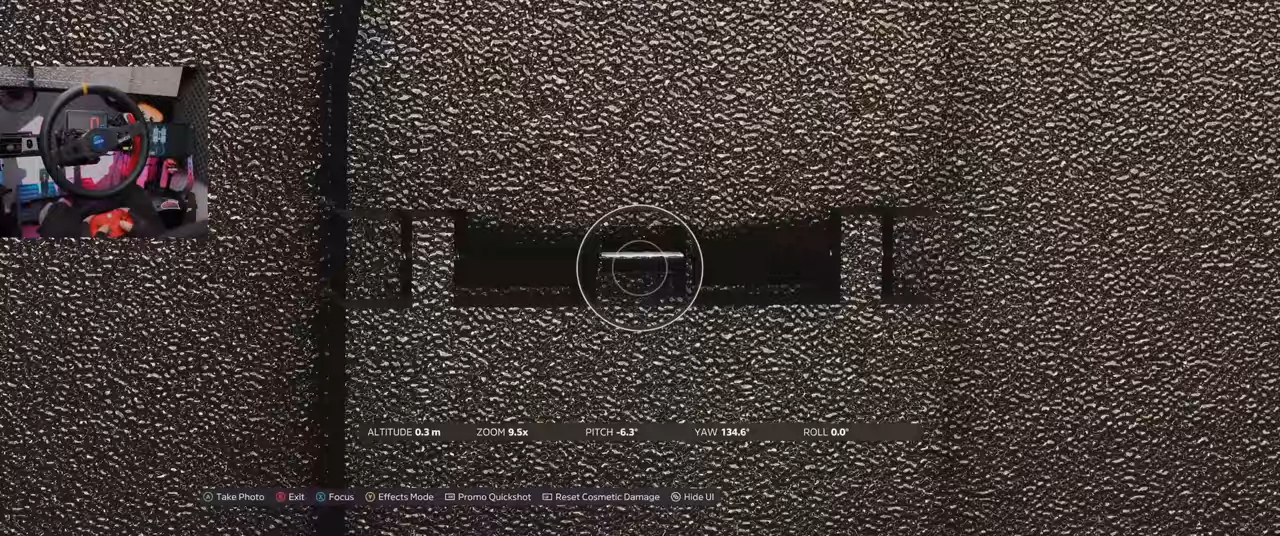 ALTITUDE 0.3 m ZOOM 9.5x PITCH -6.3° YAW 134.6° ROLL 0.0°
A Take Photo B Exit X Focus Y Effects Mode Promo Quickshot Reset Cosmetic Damage Hide UI